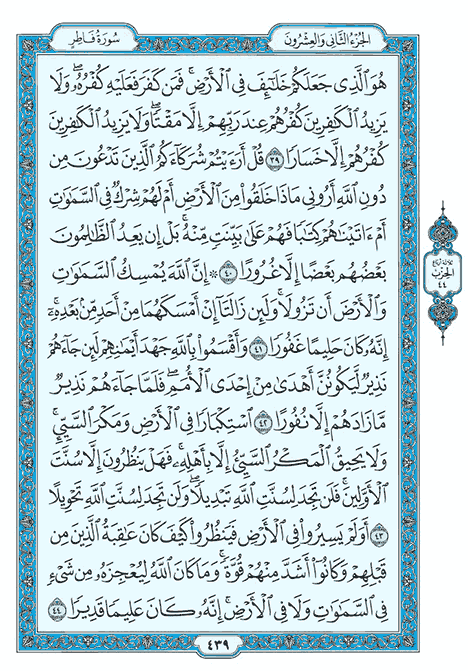 الجزء الثاني والعشرون
سورة فاطر
هُوَ ٱلَّذِى جَعَلَكُمْ خَلَٰٓئِفَ فِى ٱلْأَرْضِ ۚ فَمَن كَفَرَ فَعَلَيْهِ كُفْرُهُۥ ۖ وَلَا
يَزِيدُ ٱلْكَٰفِرِينَ كُفْرُهُمْ عِندَ رَبِّهِمْ إِلَّا مَقْتًا ۖ وَلَا يَزِيدُ ٱلْكَٰفِرِينَ
كُفْرُهُمْ إِلَّا خَسَارًا ٣٩ قُلْ أَرَءَيْتُمْ شُرَكَآءَكُمُ ٱلَّذِينَ تَدْعُونَ مِن
دُونِ ٱللَّهِ أَرُونِى مَاذَا خَلَقُوا۟ مِنَ ٱلْأَرْضِ أَمْ لَهُمْ شِرْكٌ فِى ٱلسَّمَٰوَٰتِ
أَمْ ءَاتَيْنَٰهُمْ كِتَٰبًا فَهُمْ عَلَىٰ بَيِّنَتٍ مِّنْهُ ۚ بَلْ إِن يَعِدُ ٱلظَّٰلِمُونَ
بَعْضُهُم بَعْضًا إِلَّا غُرُورًا ٤٠ ۞ إِنَّ ٱللَّهَ يُمْسِكُ ٱلسَّمَٰوَٰتِ
وَٱلْأَرْضَ أَن تَزُولَا ۚ وَلَئِن زَالَتَآ إِنْ أَمْسَكَهُمَا مِنْ أَحَدٍ مِّنۢ بَعْدِهِۦٓ ۚ
إِنَّهُۥ كَانَ حَلِيمًا غَفُورًا ٤١ وَأَقْسَمُوا۟ بِٱللَّهِ جَهْدَ أَيْمَٰنِهِمْ لَئِن جَآءَهُمْ
نَذِيرٌ لَّيَكُونُنَّ أَهْدَىٰ مِنْ إِحْدَى ٱلْأُمَمِ ۖ فَلَمَّا جَآءَهُمْ نَذِيرٌ
مَّا زَادَهُمْ إِلَّا نُفُورًا ٤٢ ٱسْتِكْبَارًا فِى ٱلْأَرْضِ وَمَكْرَ ٱلسَّيِّئِ ۚ
وَلَا يَحِيقُ ٱلْمَكْرُ ٱلسَّيِّئُ إِلَّا بِأَهْلِهِۦ ۚ فَهَلْ يَنظُرُونَ إِلَّا سُنَّتَ
ٱلْأَوَّلِينَ ۚ فَلَن تَجِدَ لِسُنَّتِ ٱللَّهِ تَبْدِيلًا ۖ وَلَن تَجِدَ لِسُنَّتِ ٱللَّهِ تَحْوِيلًا
٤٣ أَوَلَمْ يَسِيرُوا۟ فِى ٱلْأَرْضِ فَيَنظُرُوا۟ كَيْفَ كَانَ عَٰقِبَةُ ٱلَّذِينَ مِن
قَبْلِهِمْ وَكَانُوٓا۟ أَشَدَّ مِنْهُمْ قُوَّةً ۚ وَمَا كَانَ ٱللَّهُ لِيُعْجِزَهُۥ مِن شَىْءٍ
فِى ٱلسَّمَٰوَٰتِ وَلَا فِى ٱلْأَرْضِ ۚ إِنَّهُۥ كَانَ عَلِيمًا قَدِيرًا ٤٤
ثلاثة أرباع
الحزب
٤٤
٤٣٩